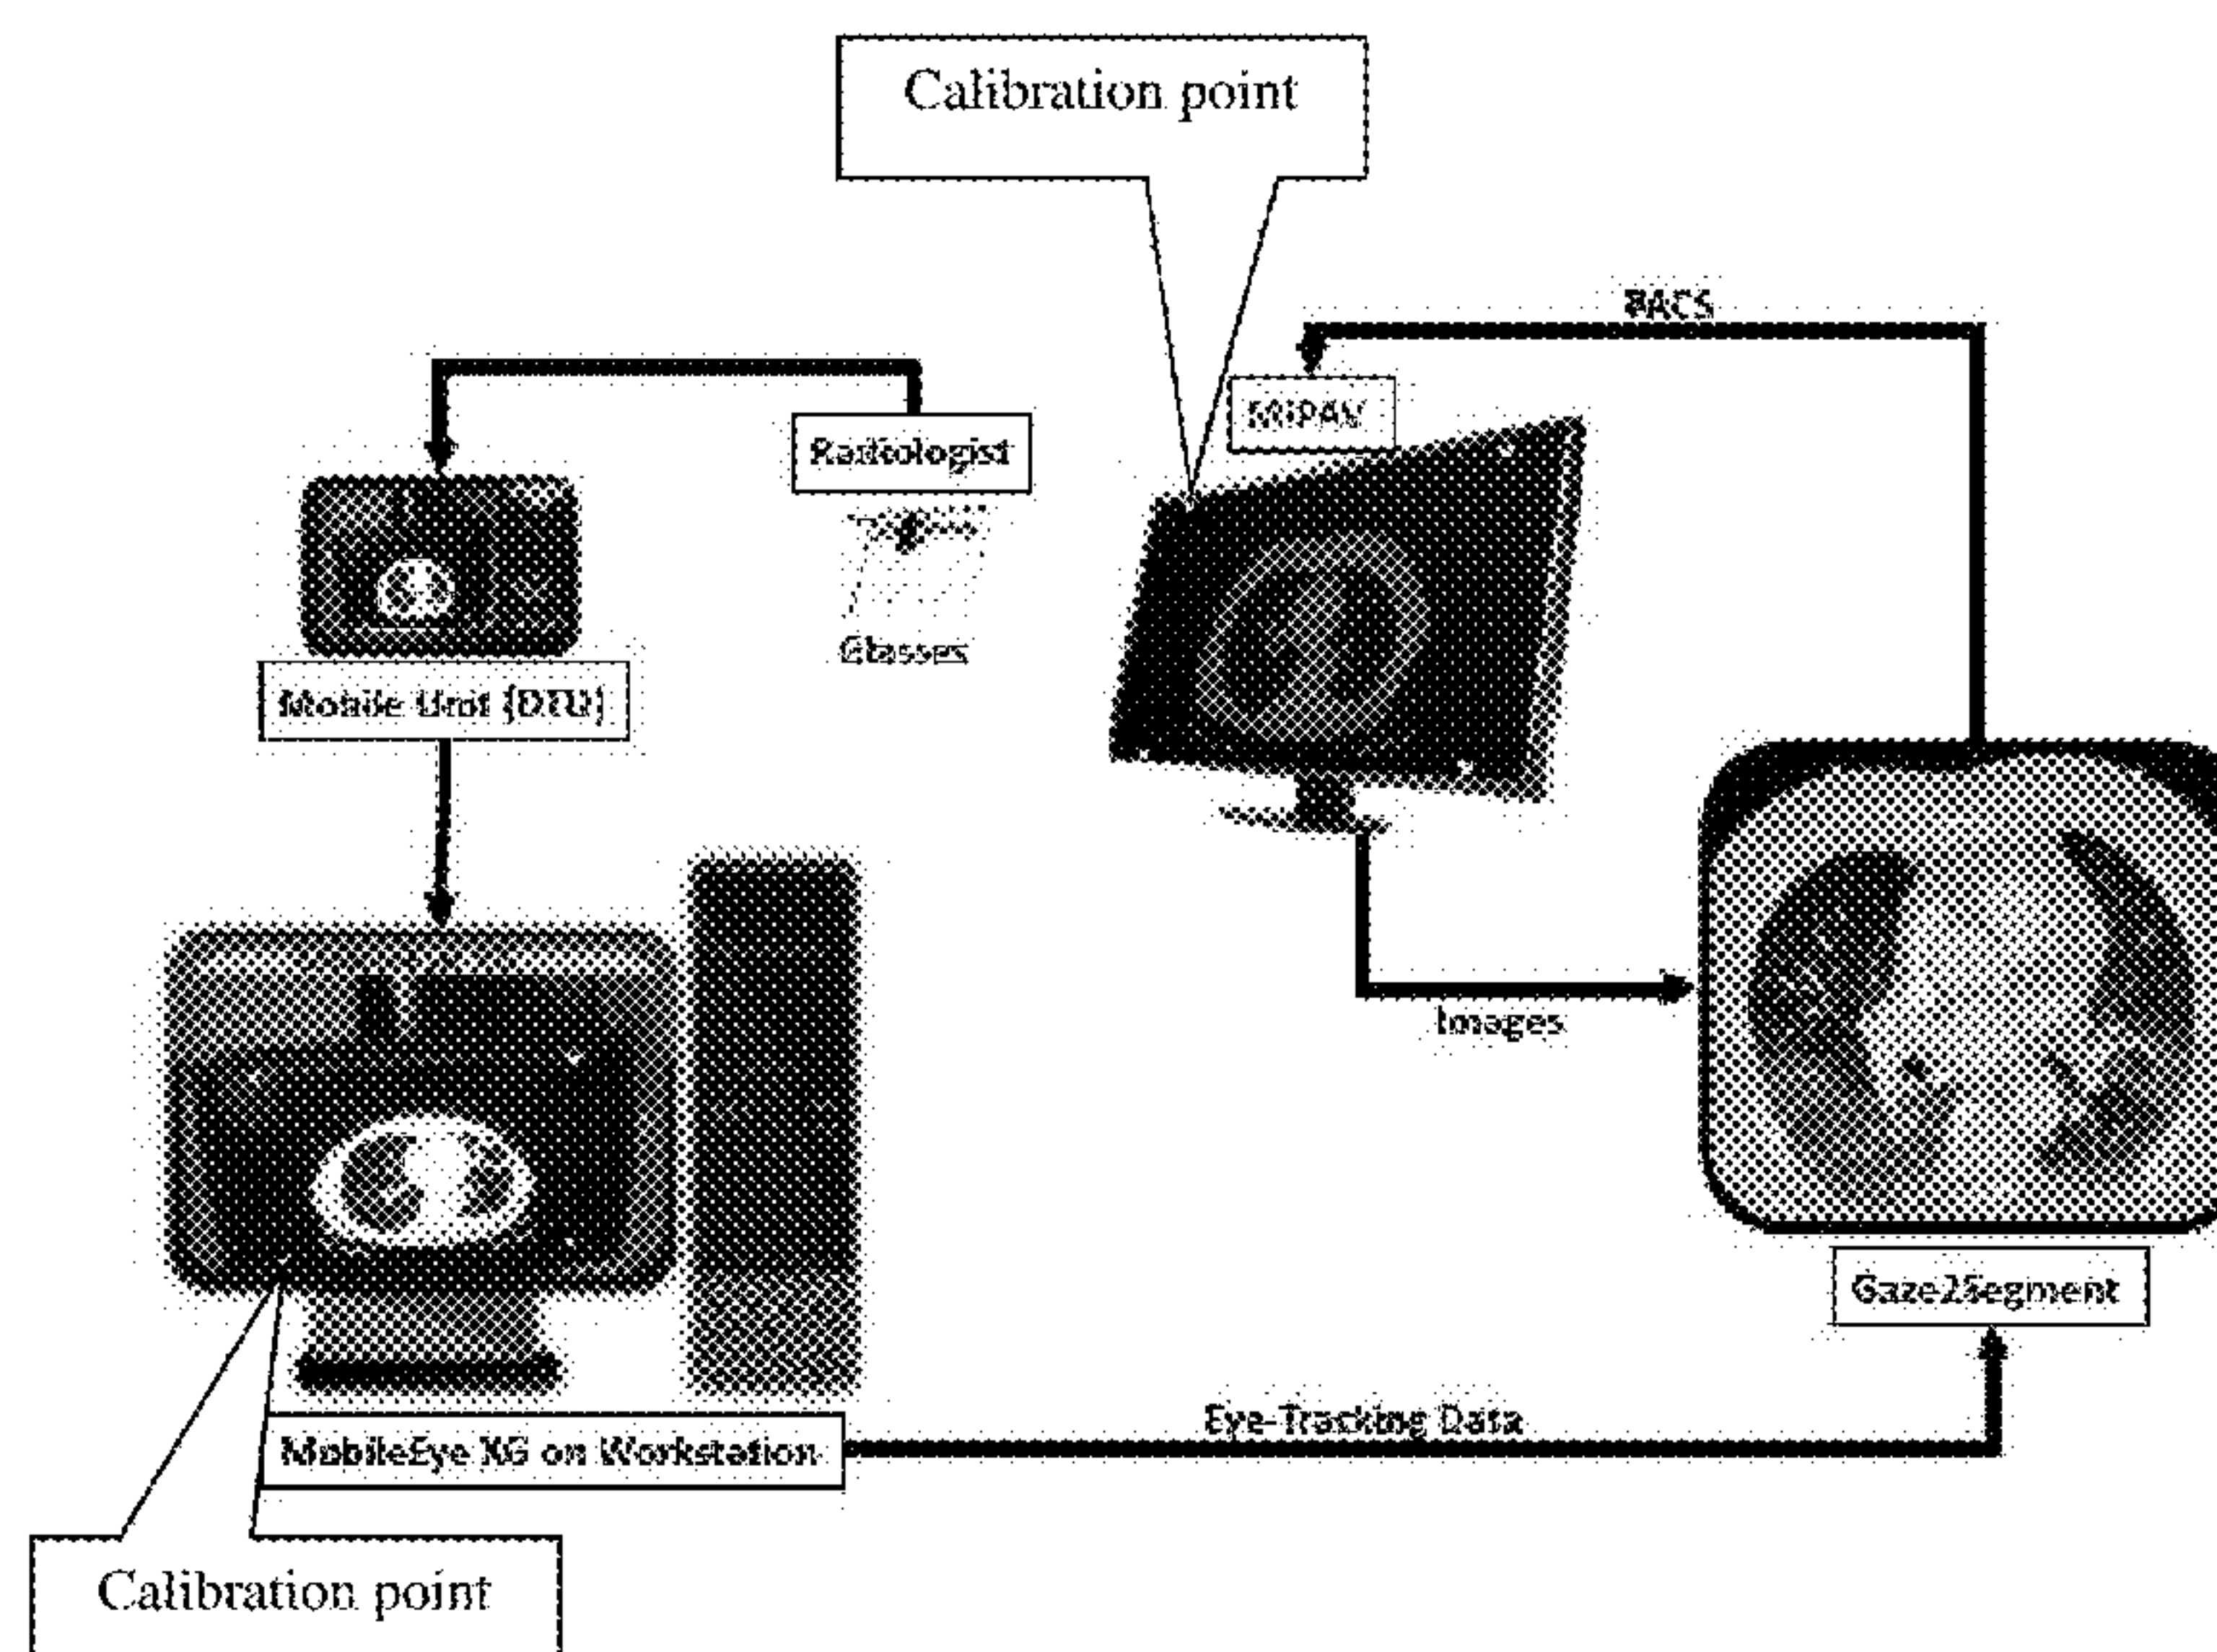 Calibration point
PACS
MIPAV
Radiologist
Glasses
Mobile Unit (DTU)
Images
Gaze2Segment
Eye-Tracking Data
MobileEye XG on Workstation
Calibration point